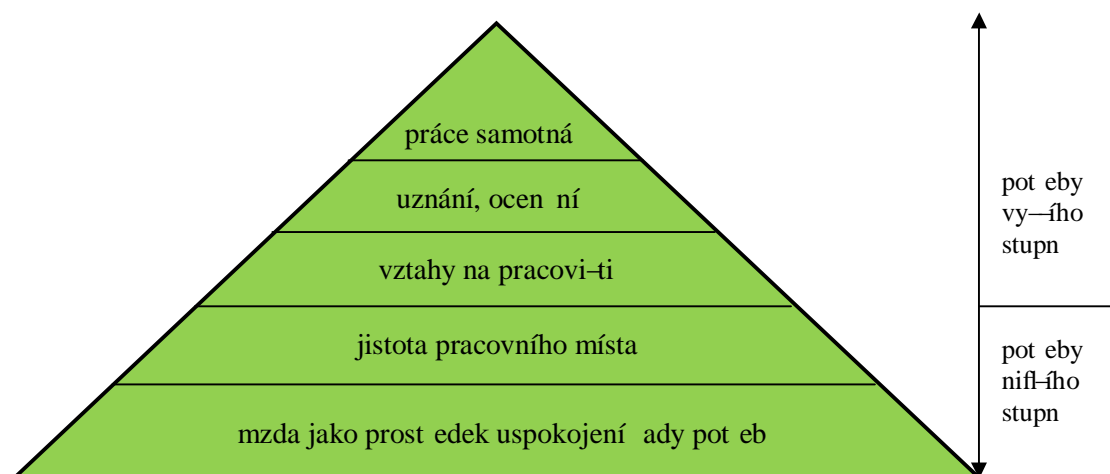 práce samotná
uznání, ocen ní
vztahy na pracovi–ti
jistota pracovního místa
mzda jako prost edek uspokojení ady pot eb
pot eby
vy—ího
stupn
pot eby
nifl–ího
stupn